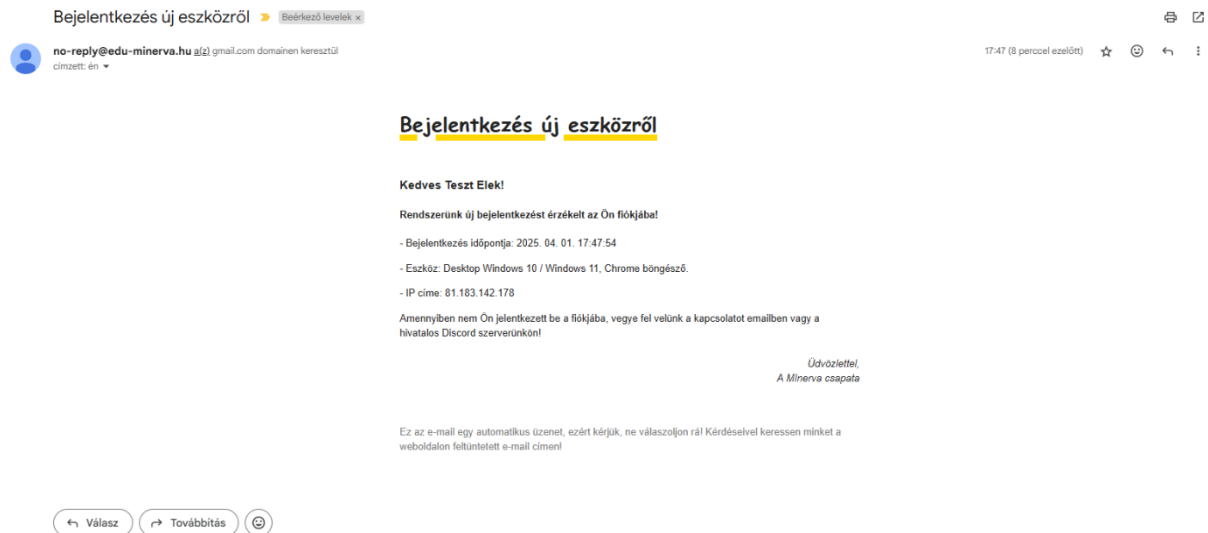 Bejelentkezés új eszközről Beérkező levelek ×
no-reply@edu-minerva.hu a(z) gmail.com domainen keresztül
17:47 (8 perccel ezelőtt)
címzett: én
Bejelentkezés új eszközről
Kedves Teszt Elek!
Rendszerünk új bejelentkezést érzékelt az Ön fiókjába!
- Bejelentkezés időpontja: 2025. 04. 01. 17:47:54
- Eszköz: Desktop Windows 10 / Windows 11, Chrome böngésző.
- IP címe: 81.183.142.178
Amennyiben nem Ön jelentkezett be a fiókjába, vegye fel velünk a kapcsolatot emailben vagy a
hivatalos Discord szerverünkön!
Üdvözlettel,
A Minerva csapata
Ez az e-mail egy automatikus üzenet, ezért kérjük, ne válaszoljon rá! Kérdéseivel keressen minket a
weboldalon feltüntetett e-mail címen!
Válasz
Továbbítás